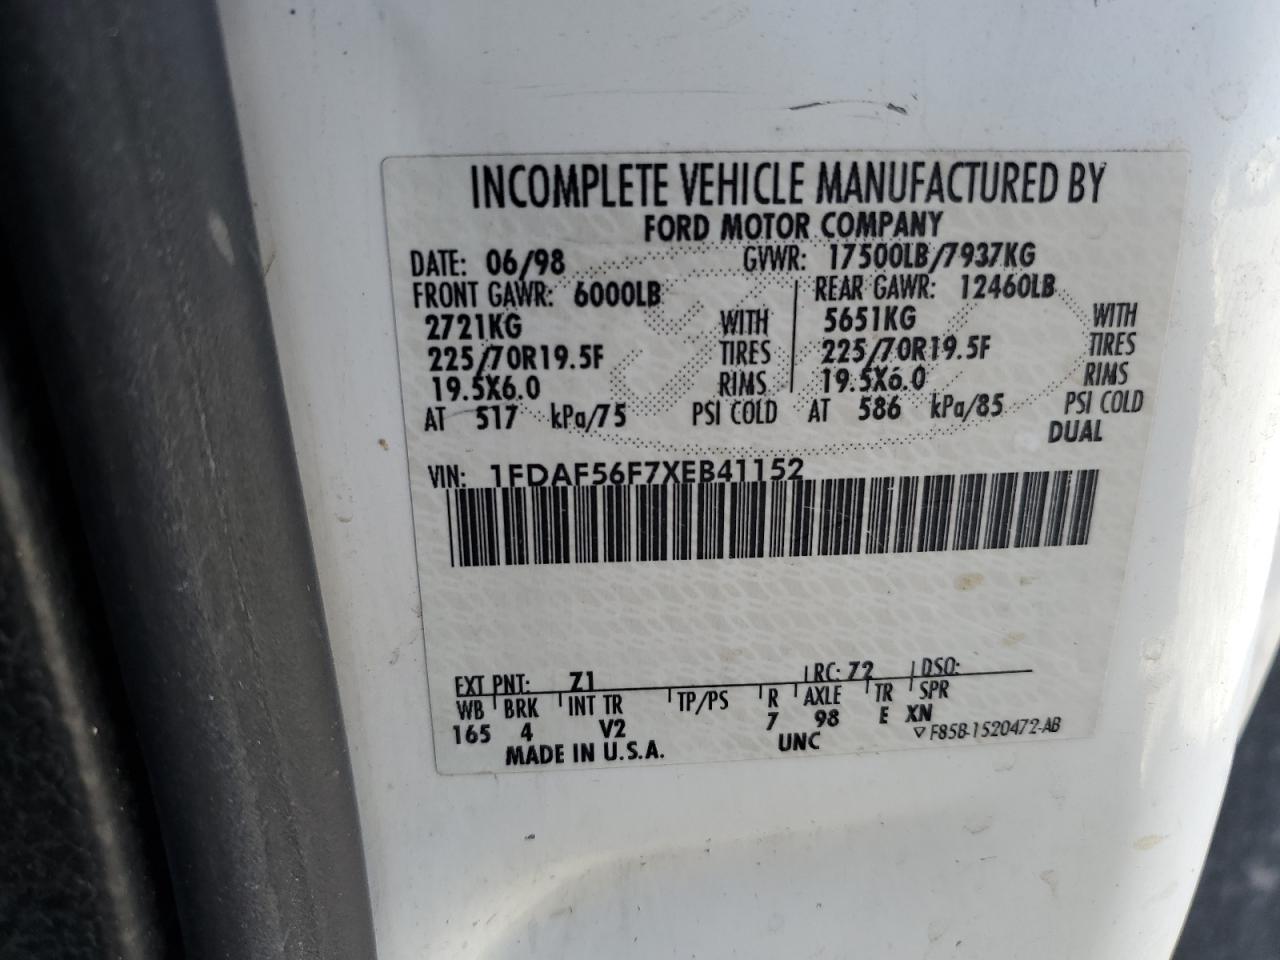 INCOMPLETE VEHICLE MANUFACTURED BY
FORD MOTOR COMPANY
DATE: 06/98 GVWR: 17500LB/7937KG
FRONT GAWR: 6000LB REAR GAWR: 12460LB
2721KG WITH 5651KG WITH
225/70R19.5F TIRES 225/70R19.5F TIRES
19.5X6.0 RIMS 19.5X6.0 RIMS
AT 517 kPa/75 PSI COLD AT 586 kPa/85 PSI COLD
DUAL
VIN: 1FDAF56F7XEB41152
EXT PNT: Z1 RC: 72 DSO:
WB BRK INT TR TP/PS R AXLE TR SPR
165 4 V2 7 98 E XN
MADE IN U.S.A. UNC ▽ F85B-1520472-AB